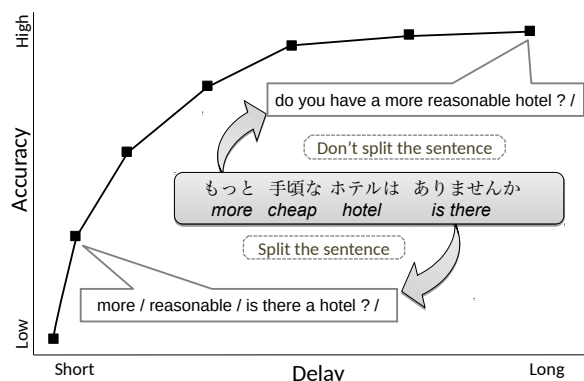 High
Accuracy
Low
do you have a more reasonable hotel ? /
Don't split the sentence
もっと 手頃な ホテルは ありませんか
more cheap hotel is there
Split the sentence
more / reasonable / is there a hotel ? /
Short Delay Long